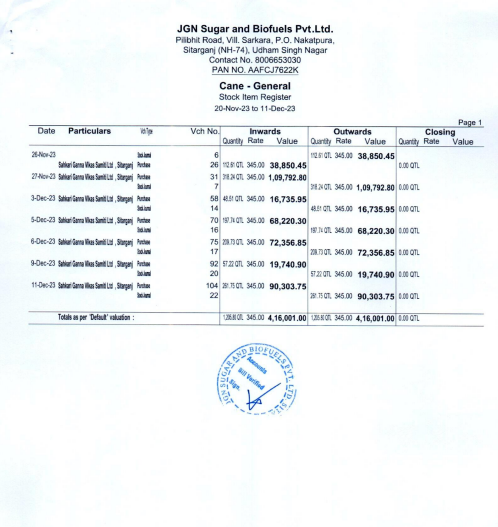 JGN Sugar and Biofuels Pvt.Ltd.
Pilibhit Road, Vill. Sarkara, P.O. Nakatpura,
Sitarganj (NH-74), Udham Singh Nagar
Contact No. 8006653030
PAN NO. AAFCJ7622K
Cane - General
Stock Item Register
20-Nov-23 to 11-Dec-23
Page 1
Date Particulars Vch Type Vch No. Inwards Outwards Closing
Quantity Rate Value Quantity Rate Value Quantity Rate Value
26-Nov-23 Stock Journal 6 112.61 QTL 345.00 38,850.45
Sahkari Ganna Vikas Samiti Ltd , Sitarganj Purchase 26 112.61 QTL 345.00 38,850.45 0.00 QTL
27-Nov-23 Sahkari Ganna Vikas Samiti Ltd , Sitarganj Purchase 31 318.24 QTL 345.00 1,09,792.80
Stock Journal 7 318.24 QTL 345.00 1,09,792.80 0.00 QTL
3-Dec-23 Sahkari Ganna Vikas Samiti Ltd , Sitarganj Purchase 58 48.51 QTL 345.00 16,735.95
Stock Journal 14 48.51 QTL 345.00 16,735.95 0.00 QTL
5-Dec-23 Sahkari Ganna Vikas Samiti Ltd , Sitarganj Purchase 70 197.74 QTL 345.00 68,220.30
Stock Journal 16 197.74 QTL 345.00 68,220.30 0.00 QTL
6-Dec-23 Sahkari Ganna Vikas Samiti Ltd , Sitarganj Purchase 75 209.73 QTL 345.00 72,356.85
Stock Journal 17 209.73 QTL 345.00 72,356.85 0.00 QTL
9-Dec-23 Sahkari Ganna Vikas Samiti Ltd , Sitarganj Purchase 92 57.22 QTL 345.00 19,740.90
Stock Journal 20 57.22 QTL 345.00 19,740.90 0.00 QTL
11-Dec-23 Sahkari Ganna Vikas Samiti Ltd , Sitarganj Purchase 104 261.75 QTL 345.00 90,303.75
Stock Journal 22 261.75 QTL 345.00 90,303.75 0.00 QTL
Totals as per 'Default' valuation : 1,205.80 QTL 345.00 4,16,001.00 1,205.80 QTL 345.00 4,16,001.00 0.00 QTL
JGN SUGAR AND BIOFUELS PVT. LTD.
Accounts
Bill Verified
Sign.